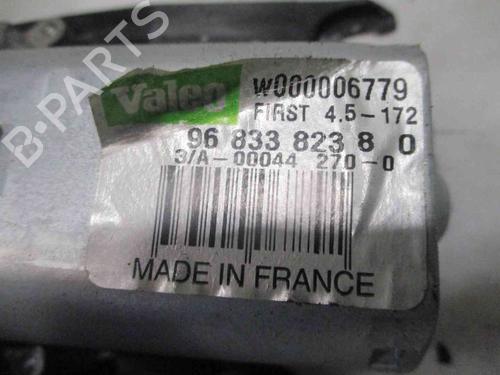 B-PARTS
Valeo
W000006779
FIRST 4.5-172
96 833 823 8 0
3/A-00044 270-0
MADE IN FRANCE